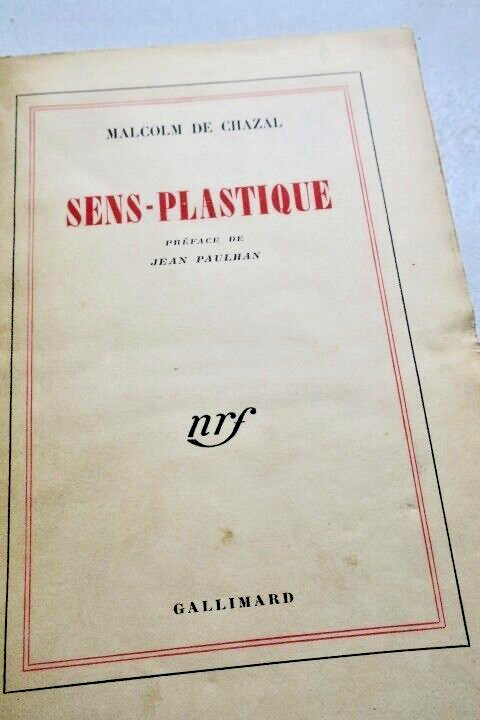 MALCOLM DE CHAZAL
SENS-PLASTIQUE
PRÉFACE DE
JEAN PAULHAN
nrf
GALLIMARD